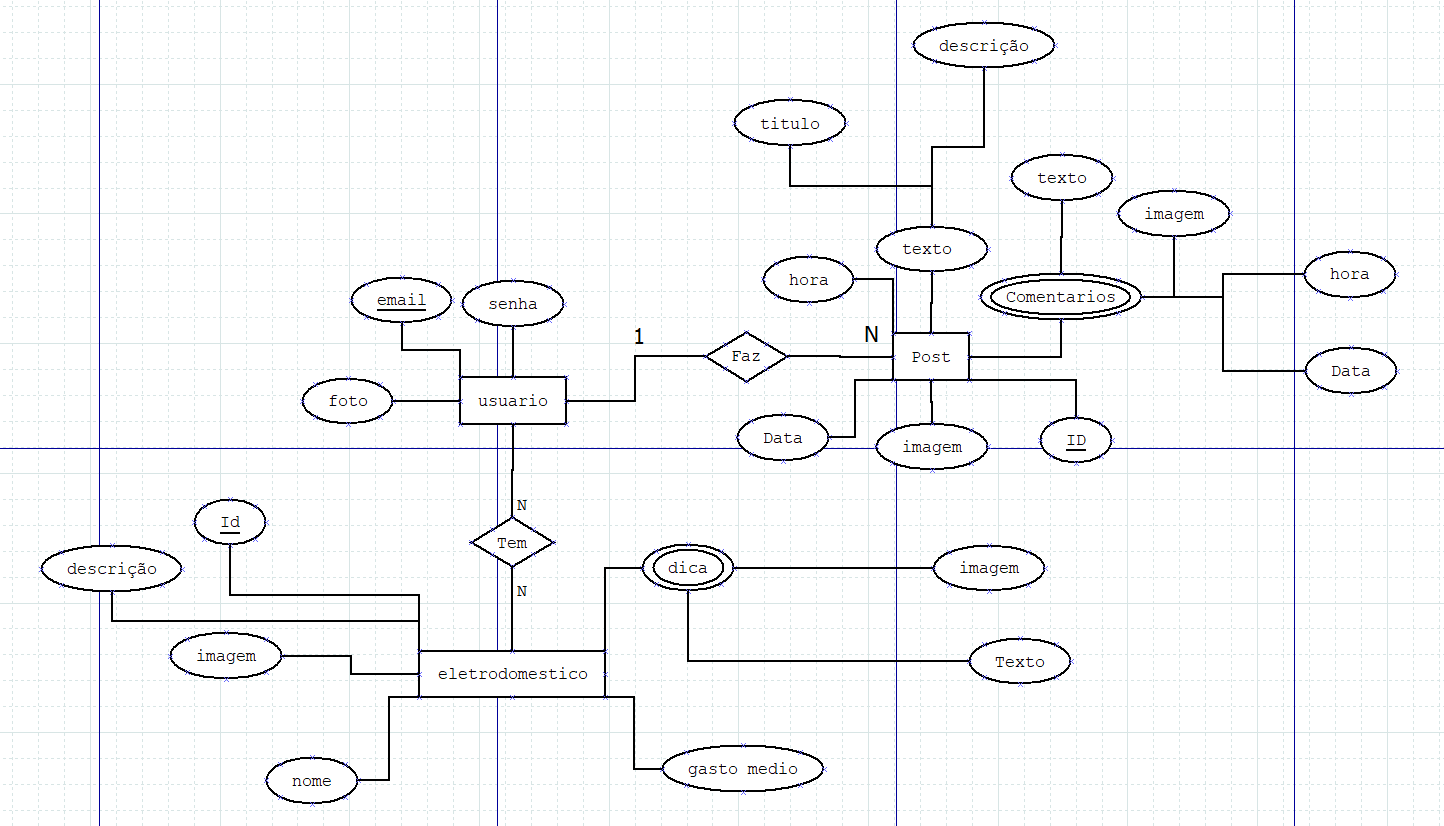 descrição
titulo
texto
imagem
texto
hora
Comentarios
hora
email
senha
1
N
Faz
Post
Data
foto
usuario
Data
imagem
ID
N
Id
Tem
descrição
dica
imagem
N
imagem
Texto
eletrodomestico
nome
gasto medio